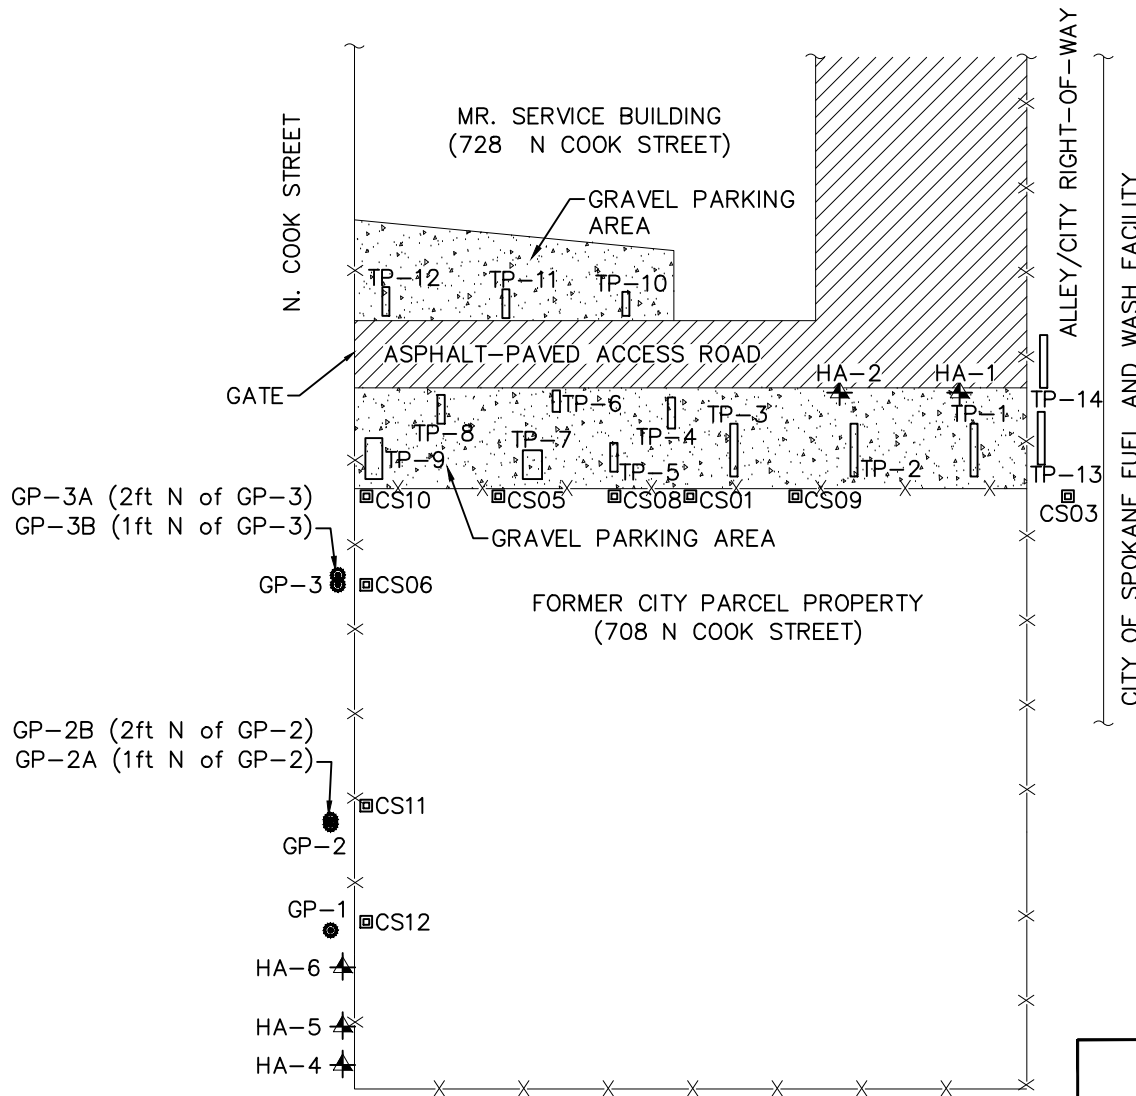 MR. SERVICE BUILDING
(728 N COOK STREET)
N. COOK STREET
GRAVEL PARKING
AREA
ALLEY/CITY RIGHT-OF-WAY
CITY OF SPOKANE FUEL AND WASH FACILITY
TP-12
TP-11
TP-10
ASPHALT-PAVED ACCESS ROAD
GATE
HA-2
HA-1
TP-14
TP-6
TP-3
TP-1
TP-8
TP-7
TP-4
TP-9
TP-5
TP-2
TP-13
GP-3A (2ft N of GP-3)
GP-3B (1ft N of GP-3)
CS10
CS05
CS08
CS01
CS09
CS03
GRAVEL PARKING AREA
GP-3
CS06
FORMER CITY PARCEL PROPERTY
(708 N COOK STREET)
GP-2B (2ft N of GP-2)
GP-2A (1ft N of GP-2)
CS11
GP-2
GP-1
CS12
HA-6
HA-5
HA-4